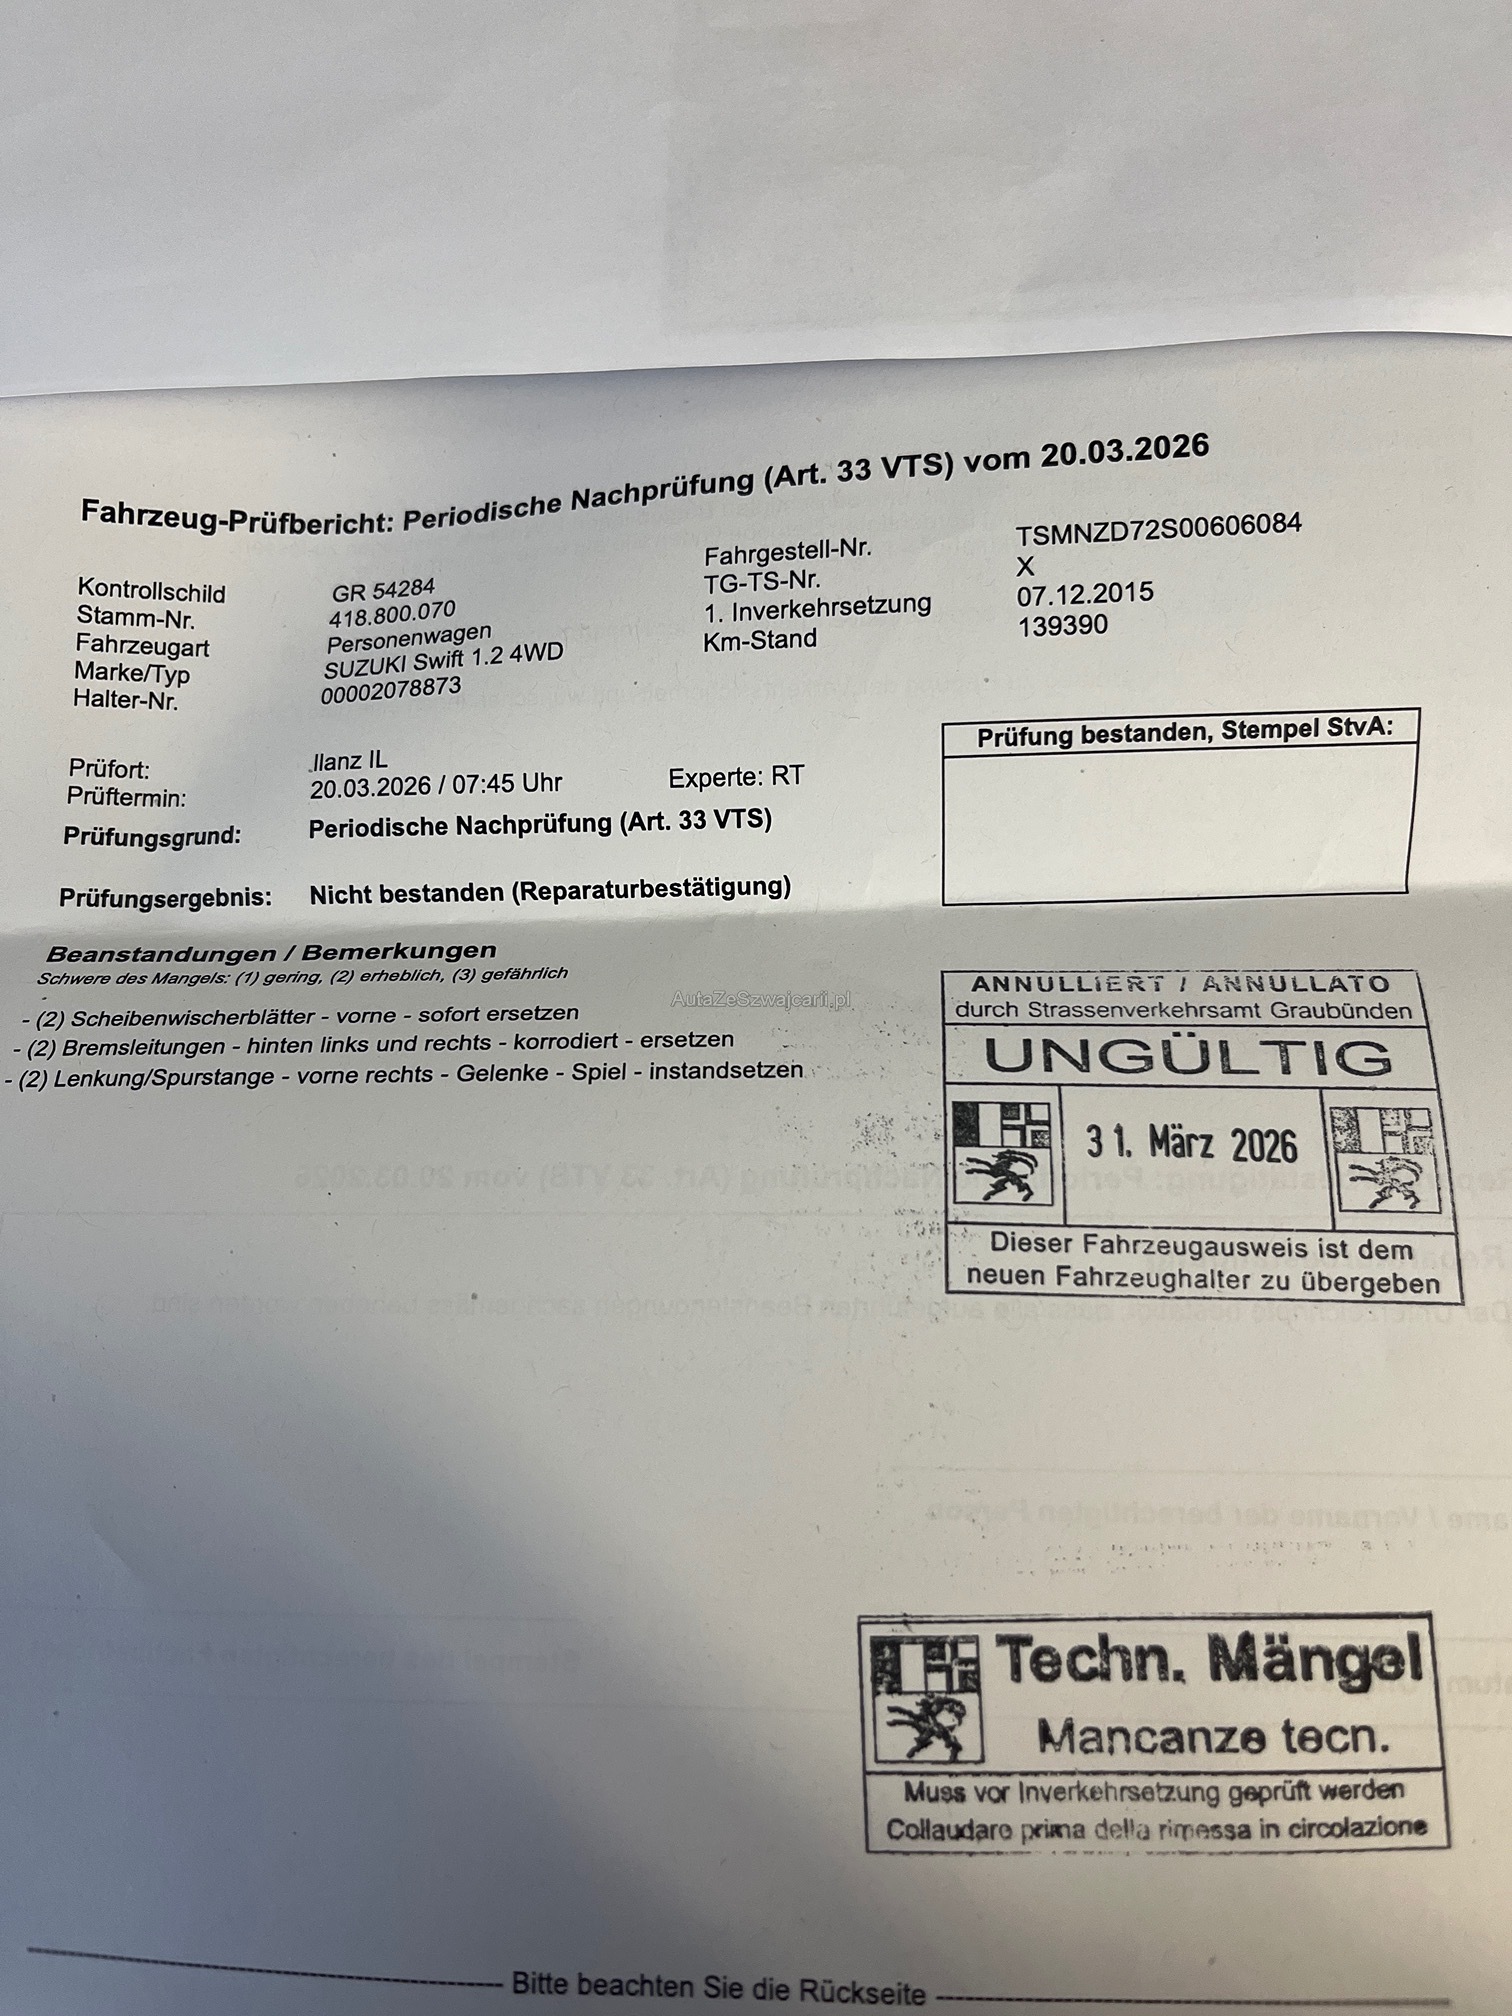 Fahrzeug-Prüfbericht: Periodische Nachprüfung (Art. 33 VTS) vom 20.03.2026
Kontrollschild GR 54284
Stamm-Nr. 418.800.070
Fahrzeugart Personenwagen
Marke/Typ SUZUKI Swift 1.2 4WD
Halter-Nr. 00002078873
Fahrgestell-Nr. TSMNZD72S00606084
TG-TS-Nr. X
1. Inverkehrsetzung 07.12.2015
Km-Stand 139390
Prüfort: Ilanz IL
Prüftermin: 20.03.2026 / 07:45 Uhr Experte: RT
Prüfungsgrund: Periodische Nachprüfung (Art. 33 VTS)
Prüfungsergebnis: Nicht bestanden (Reparaturbestätigung)
Prüfung bestanden, Stempel StvA:
Beanstandungen / Bemerkungen
Schwere des Mangels: (1) gering, (2) erheblich, (3) gefährlich
- (2) Scheibenwischerblätter - vorne - sofort ersetzen
- (2) Bremsleitungen - hinten links und rechts - korrodiert - ersetzen
- (2) Lenkung/Spurstange - vorne rechts - Gelenke - Spiel - instandsetzen
AutaZeSzwajcarii.pl
ANNULLIERT / ANNULLATO
durch Strassenverkehrsamt Graubünden
UNGÜLTIG
31. März 2026
Dieser Fahrzeugausweis ist dem
neuen Fahrzeughalter zu übergeben
Techn. Mängel
Mancanze tecn.
Muss vor Inverkehrsetzung geprüft werden
Collaudare prima della rimessa in circolazione
Bitte beachten Sie die Rückseite